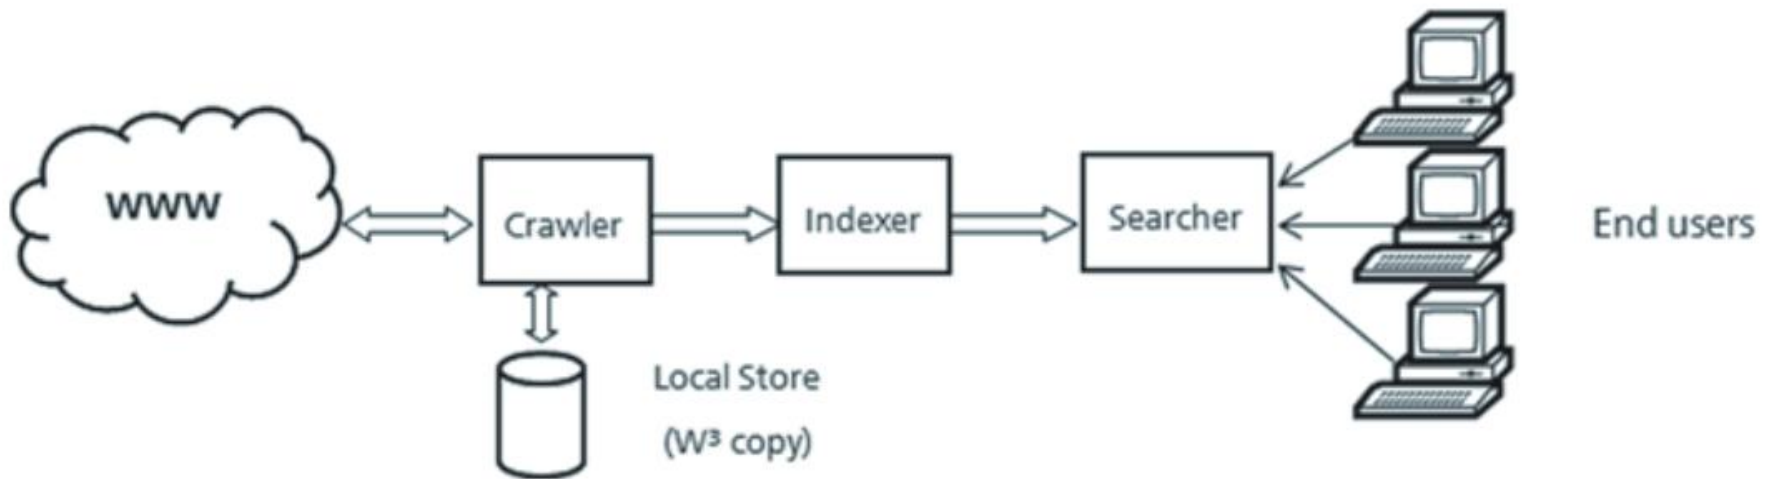 WWW
Crawler
Indexer
Searcher
End users
Local Store
(W³ copy)